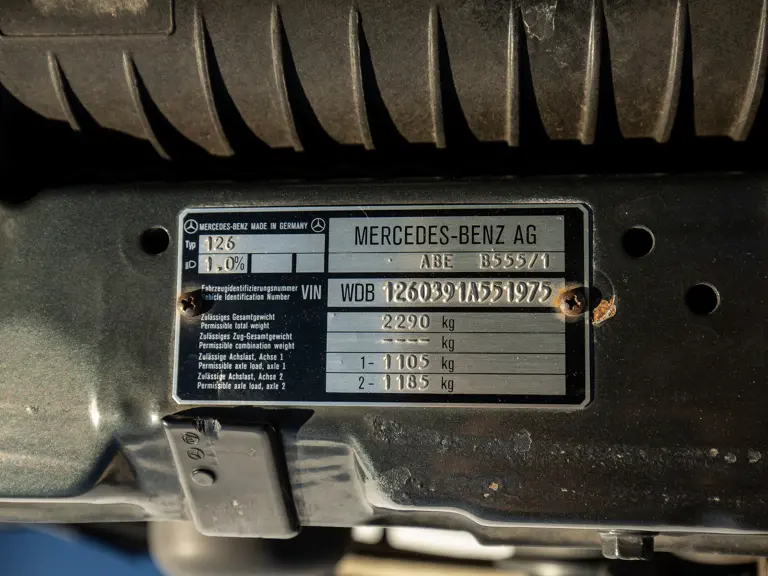 MERCEDES-BENZ MADE IN GERMANY
Typ 126
1.0%
MERCEDES-BENZ AG
ABE B555/1
Fahrzeugidentifizierungsnummer
Vehicle Identification Number VIN WDB 1260391A551975
Zulässiges Gesamtgewicht
Permissible total weight 2290 kg
Zulässiges Zug-Gesamtgewicht
Permissible combination weight ---- kg
Zulässige Achslast, Achse 1
Permissible axle load, axle 1 1- 1105 kg
Zulässige Achslast, Achse 2
Permissible axle load, axle 2 2- 1185 kg